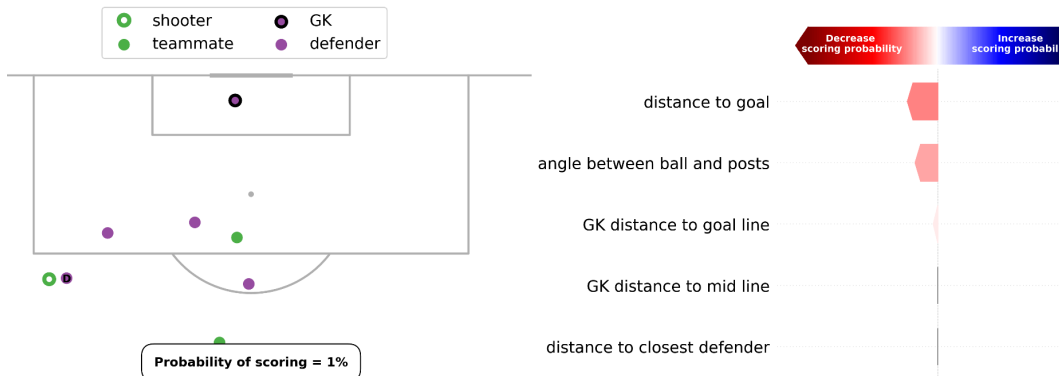 shooter
GK
teammate
defender
D
Probability of scoring = 1%
Decrease
scoring probability
Increase
scoring probabil
distance to goal
angle between ball and posts
GK distance to goal line
GK distance to mid line
distance to closest defender